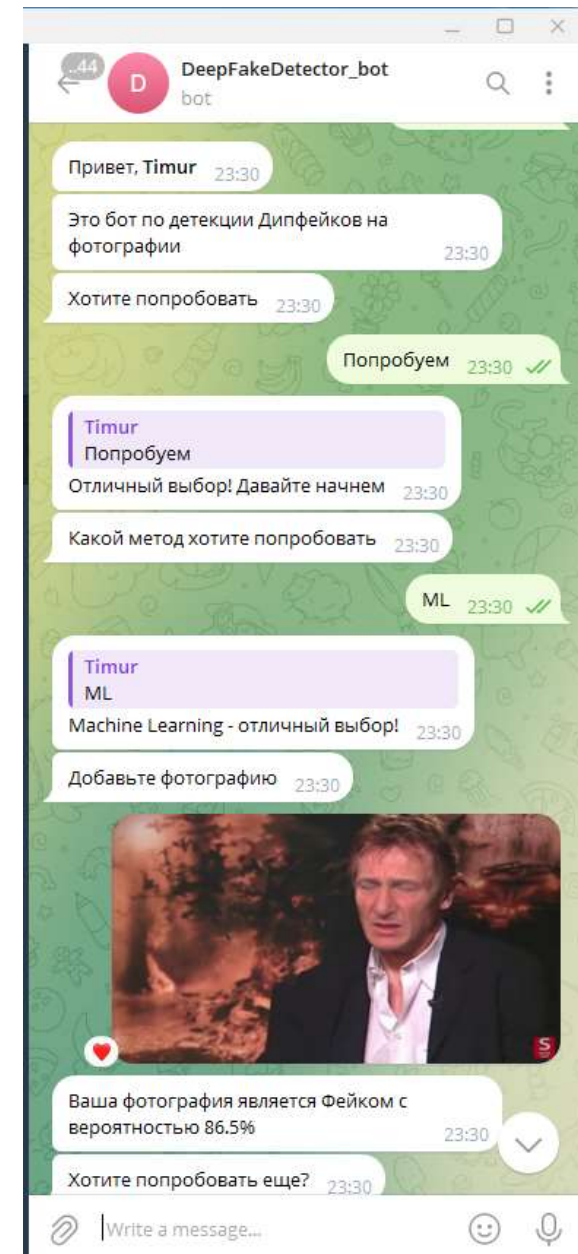 ..44
D
DeepFakeDetector_bot
bot
Привет, Timur 23:30
Это бот по детекции Дипфейков на
фотографии 23:30
Хотите попробовать 23:30
Попробуем 23:30
Timur
Попробуем
Отличный выбор! Давайте начнем 23:30
Какой метод хотите попробовать 23:30
ML 23:30
Timur
ML
Machine Learning - отличный выбор! 23:30
Добавьте фотографию 23:30
S
Ваша фотография является Фейком с
вероятностью 86.5% 23:30
Хотите попробовать еще? 23:30
Write a message...